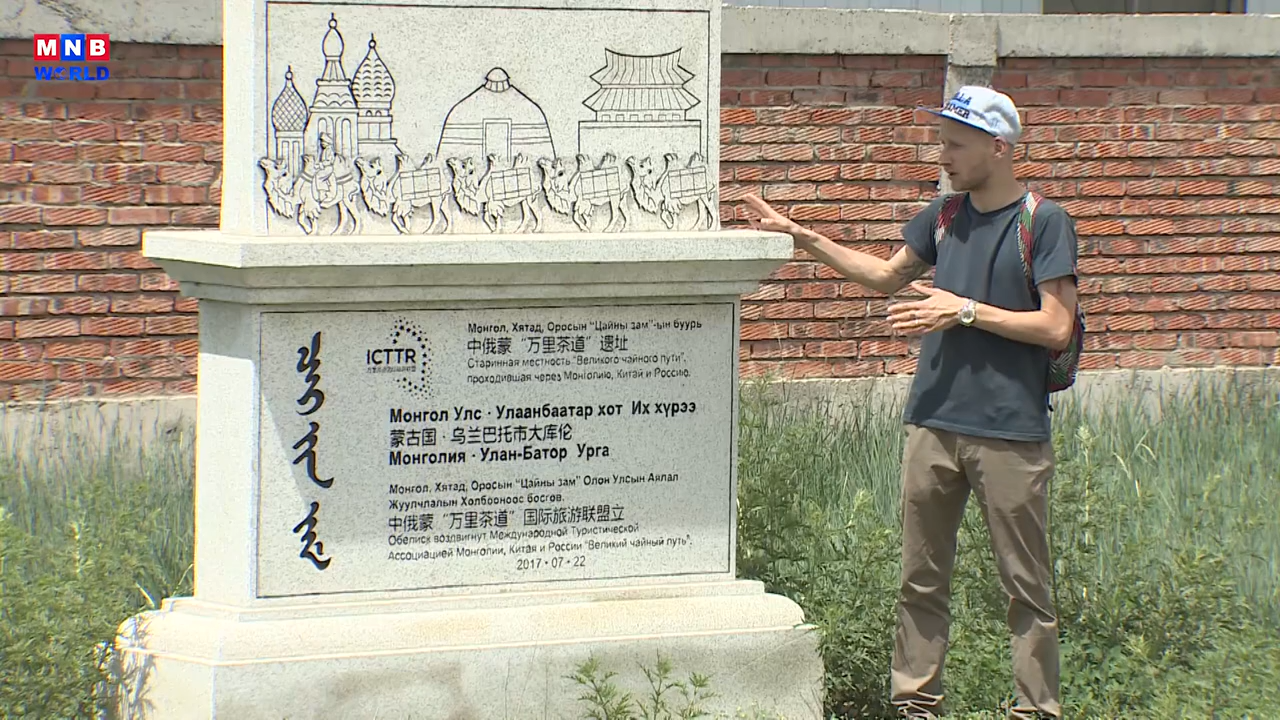 MNB
WORLD
ICTTR
Монгол, Хятад, Оросын "Цайны зам"-ын буурь
中俄蒙“万里茶道”遗址
Старинная местность "Великого чайного пути",
проходившая через Монголию, Китай и Россию.
Монгол Улс · Улаанбаатар хот Их хүрээ
蒙古国·乌兰巴托市大库伦
Монголия · Улан-Батор Урга
Монгол, Хятад, Оросын "Цайны зам" Олон Улсын Аялал
Жуулчлалын Холбооноос босгов.
中俄蒙“万里茶道”国际旅游联盟立
Обелиск воздвигнут Международной Туристической
Ассоциацией Монголии, Китая и России "Великий чайный путь".
2017 · 07 · 22